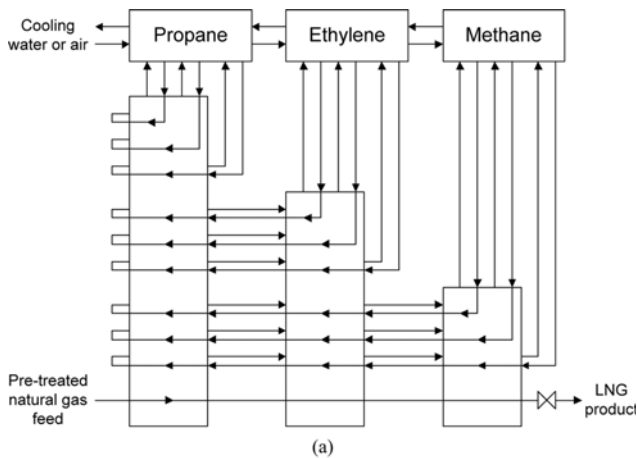 Cooling
water or air
Propane
Ethylene
Methane
Pre-treated
natural gas
feed
LNG
product
(a)